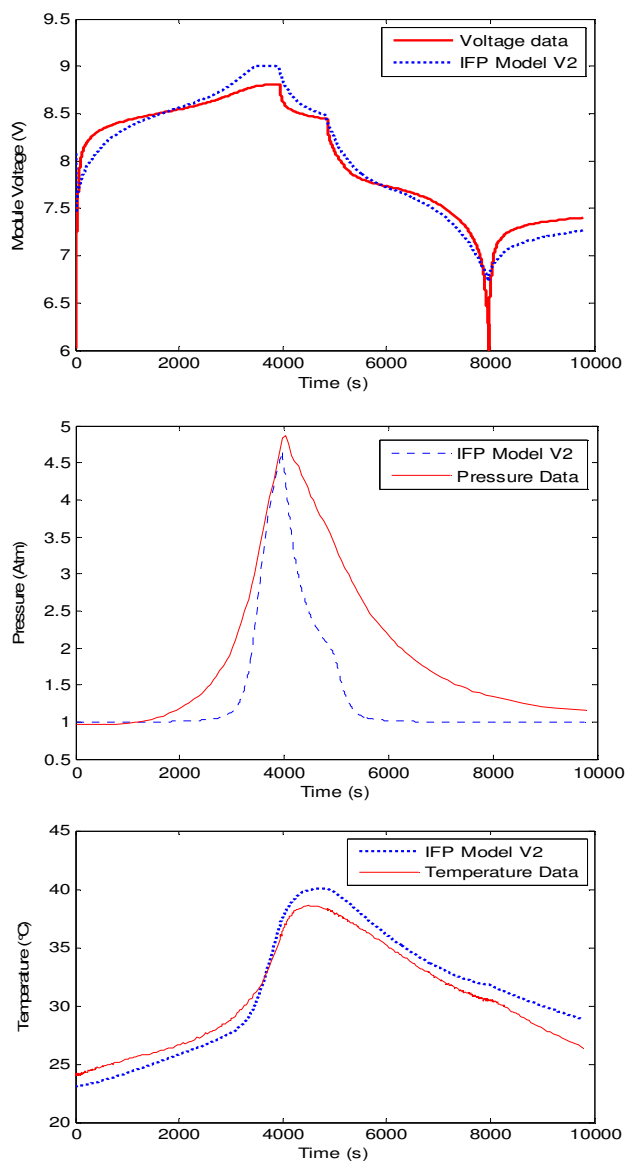 9.5
9
8.5
8
7.5
7
6.5
6
Module Voltage (V)
Voltage data
IFP Model V2
0 2000 4000 6000 8000 10000
Time (s)
5
4.5
4
3.5
3
2.5
2
1.5
1
0.5
Pressure (Atm)
IFP Model V2
Pressure Data
0 2000 4000 6000 8000 10000
Time (s)
45
40
35
30
25
20
Temparature (°C)
IFP Model V2
Temperature Data
0 2000 4000 6000 8000 10000
Time (s)